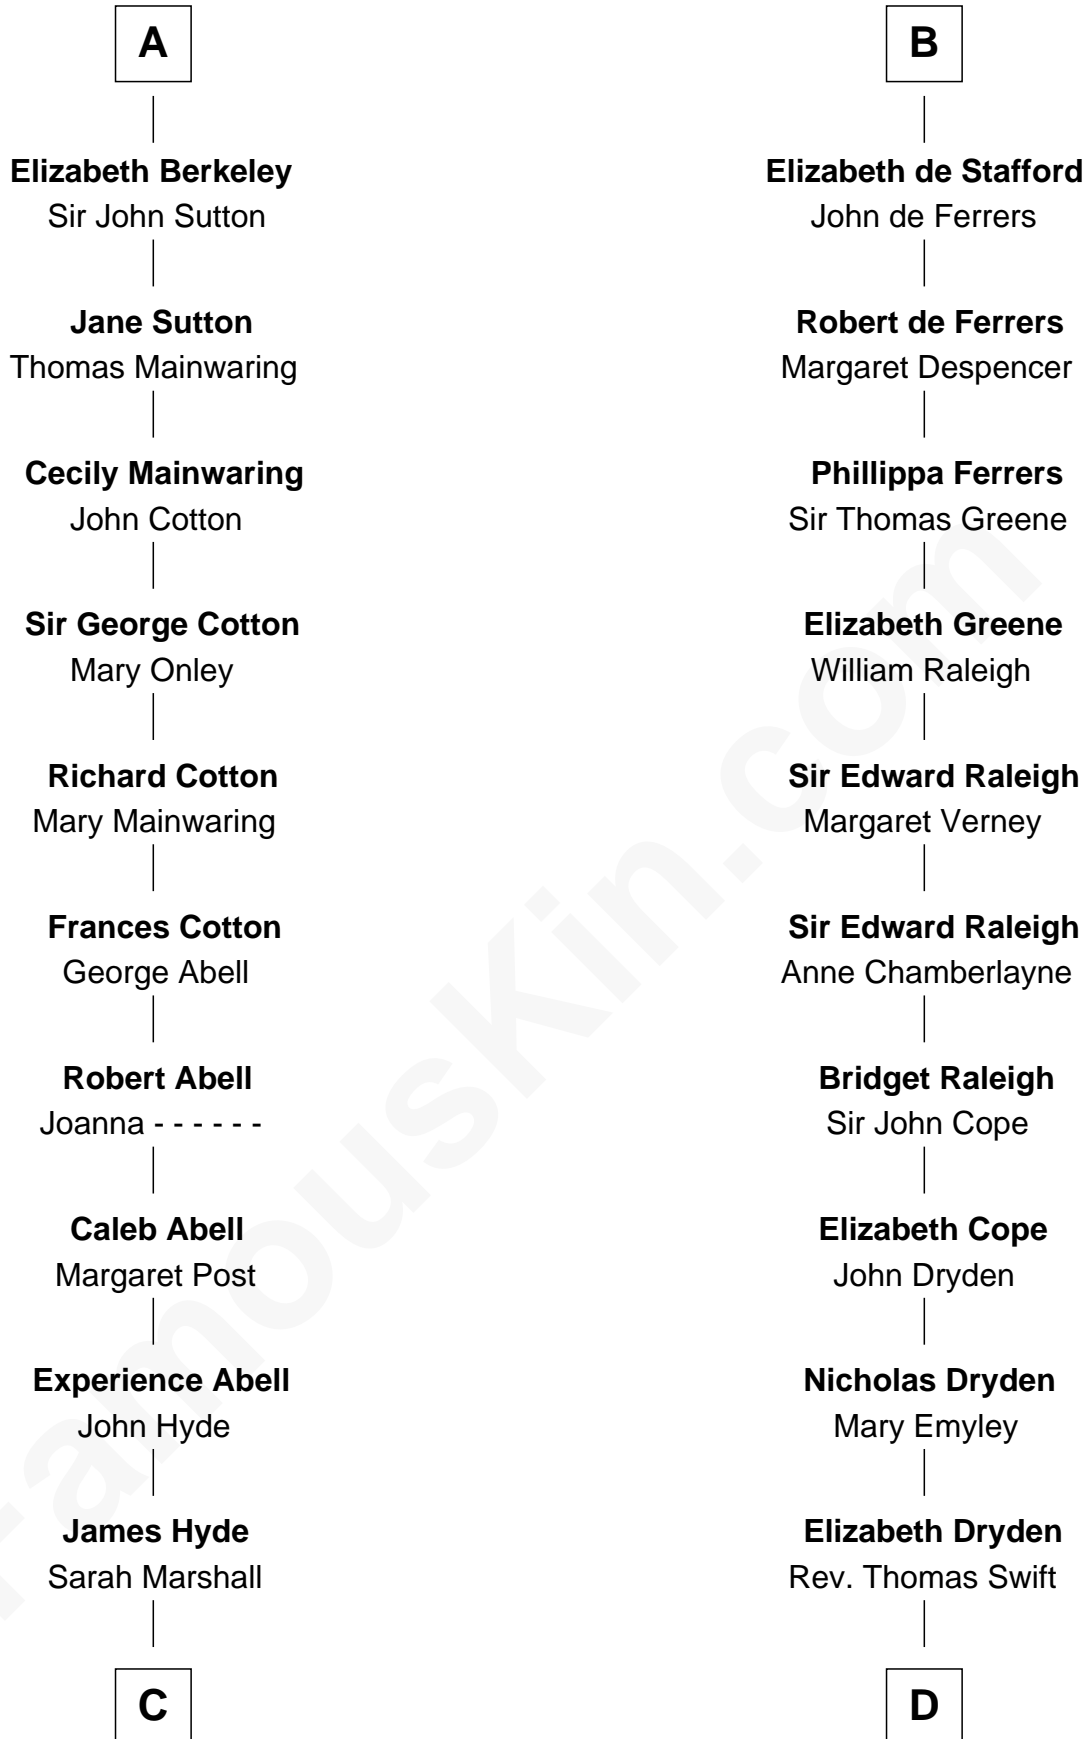 A
Elizabeth Berkeley
Sir John Sutton
Jane Sutton
Thomas Mainwaring
Cecily Mainwaring
John Cotton
Sir George Cotton
Mary Onley
Richard Cotton
Mary Mainwaring
Frances Cotton
George Abell
Robert Abell
Joanna - - - - - -
Caleb Abell
Margaret Post
Experience Abell
John Hyde
James Hyde
Sarah Marshall
C
B
Elizabeth de Stafford
John de Ferrers
Robert de Ferrers
Margaret Despencer
Phillippa Ferrers
Sir Thomas Greene
Elizabeth Greene
William Raleigh
Sir Edward Raleigh
Margaret Verney
Sir Edward Raleigh
Anne Chamberlayne
Bridget Raleigh
Sir John Cope
Elizabeth Cope
John Dryden
Nicholas Dryden
Mary Emyley
Elizabeth Dryden
Rev. Thomas Swift
D
FamousKin.com